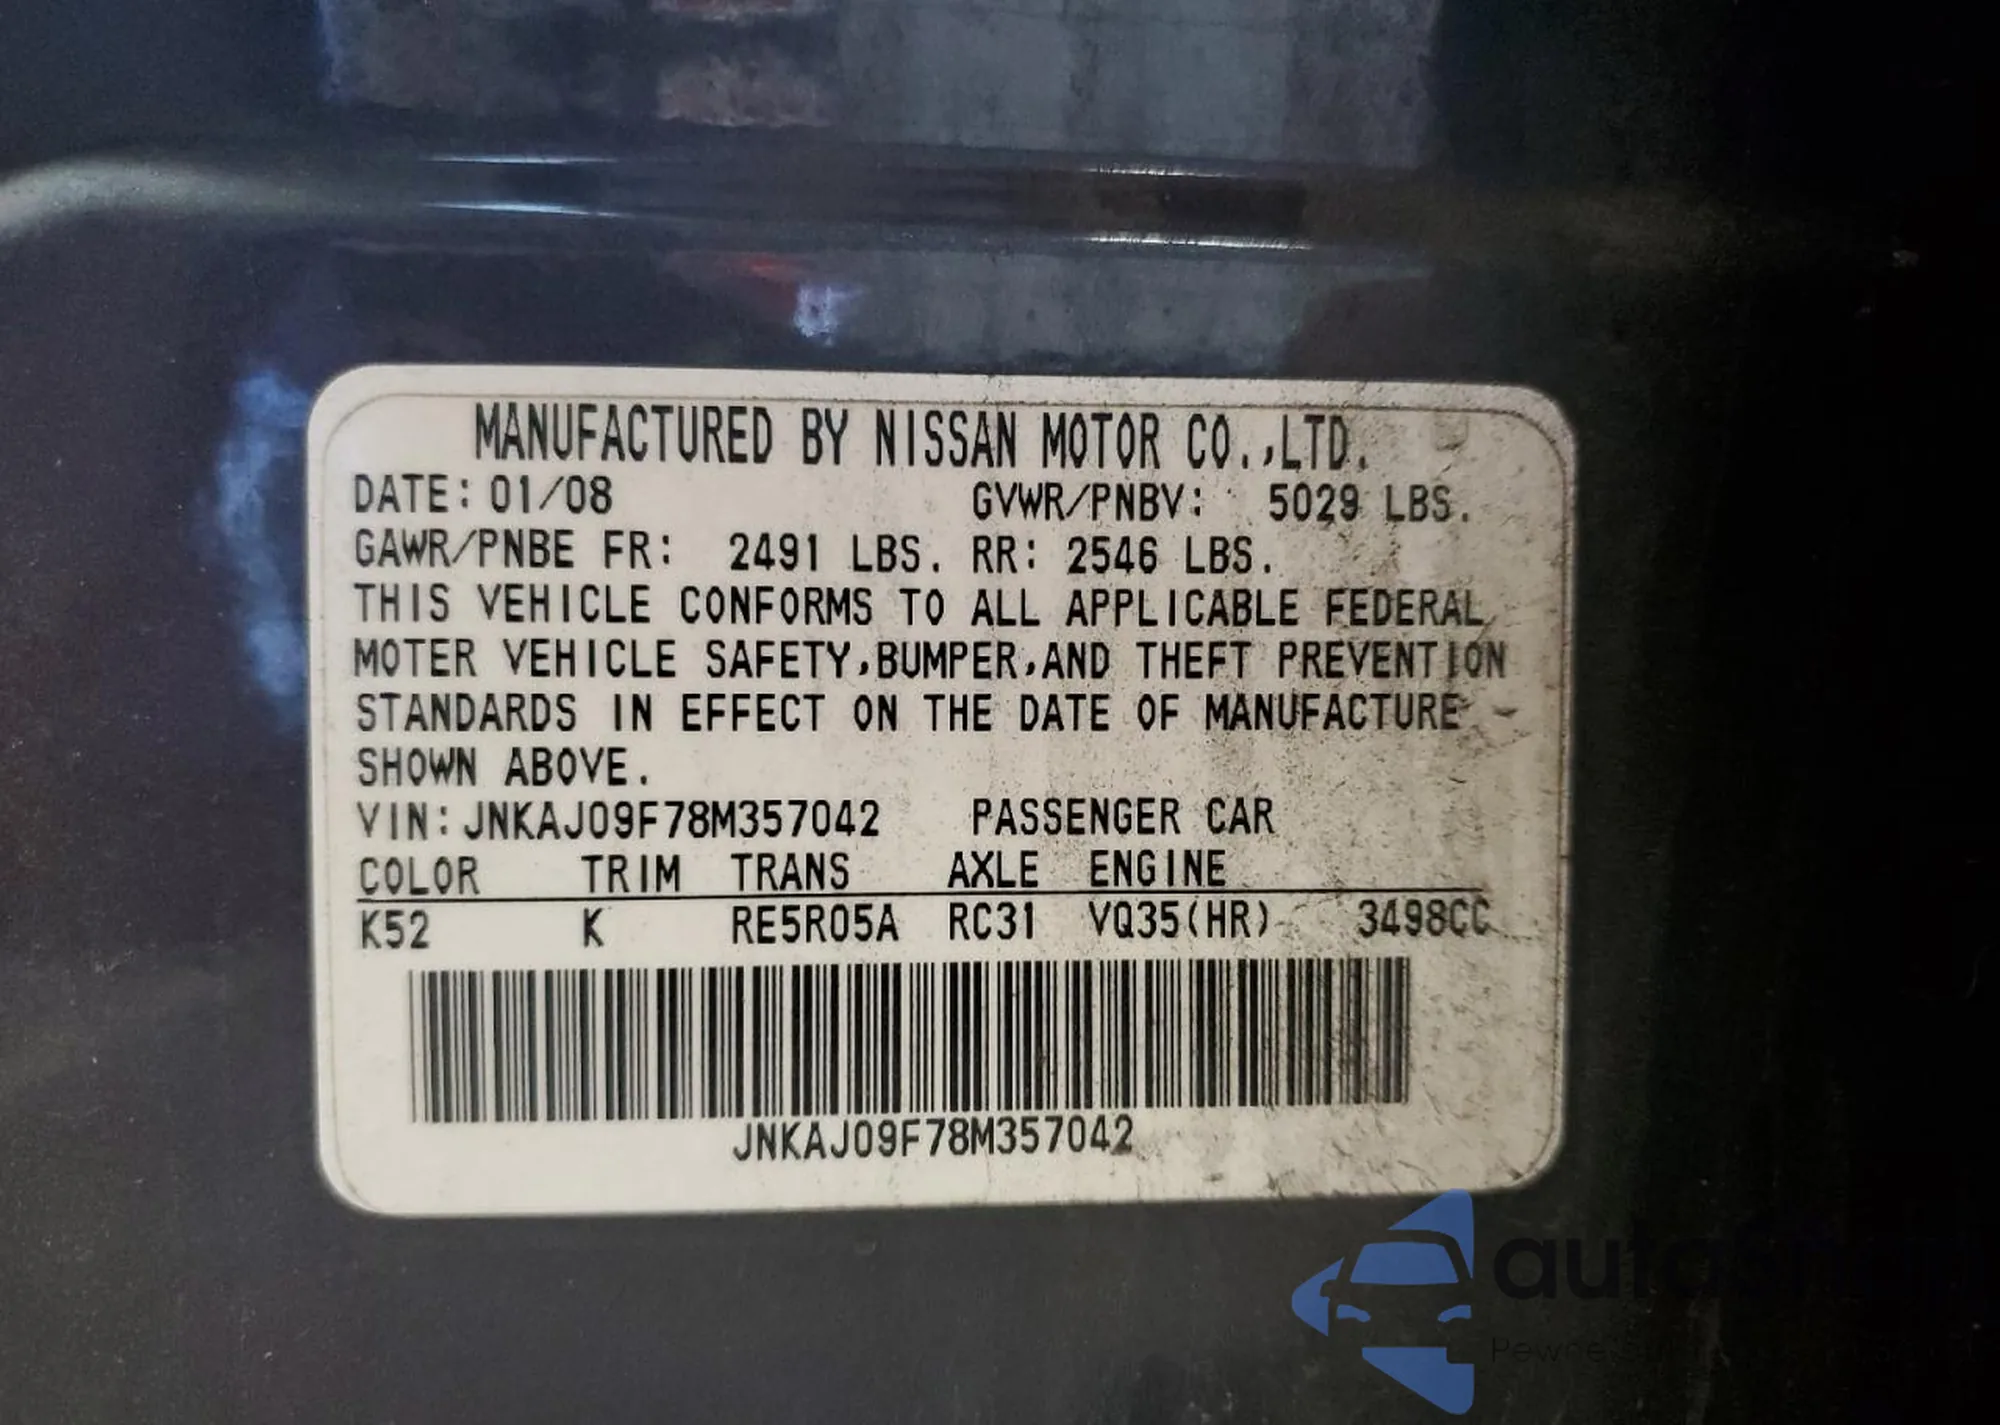 MANUFACTURED BY NISSAN MOTOR CO.,LTD.
DATE: 01/08 GVWR/PNBV: 5029 LBS.
GAWR/PNBE FR: 2491 LBS. RR: 2546 LBS.
THIS VEHICLE CONFORMS TO ALL APPLICABLE FEDERAL
MOTER VEHICLE SAFETY,BUMPER,AND THEFT PREVENTION
STANDARDS IN EFFECT ON THE DATE OF MANUFACTURE
SHOWN ABOVE.
VIN:JNKAJ09F78M357042 PASSENGER CAR
COLOR TRIM TRANS AXLE ENGINE
K52 K RE5R05A RC31 VQ35(HR) 3498CC
JNKAJ09F78M357042